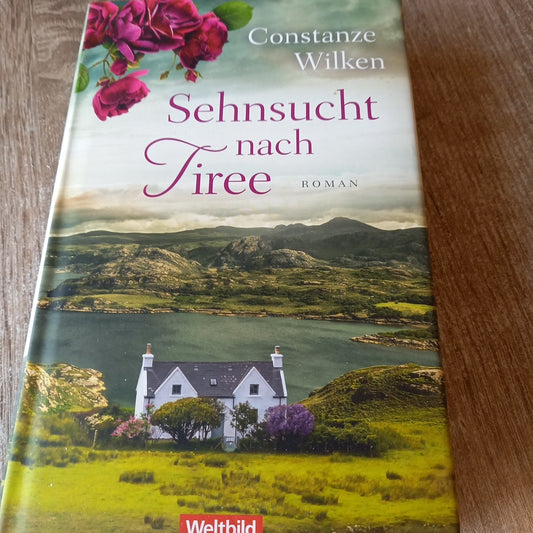 Constanze
Wilken
Sehnsucht
nach
Tiree
ROMAN
Weltbild